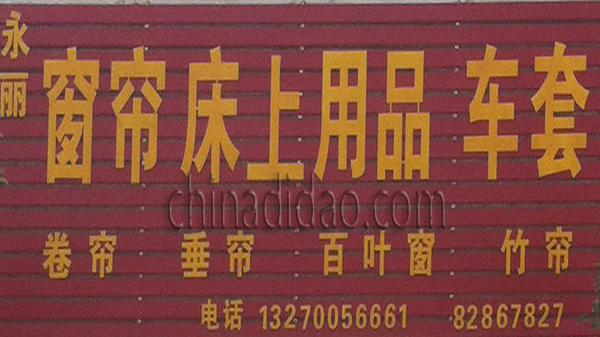 永丽
窗帘 床上用品 车套
chinadidao.com
卷帘 垂帘 百叶窗 竹帘
电话 13270056661 82867827